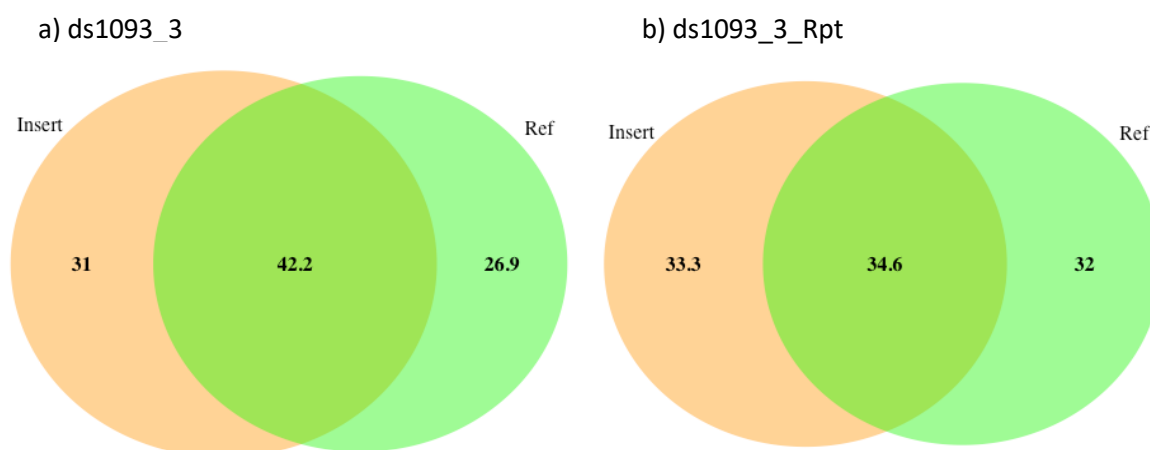 a) ds1093_3
b) ds1093_3_Rpt
Insert
Ref
31
42.2
26.9
Insert
Ref
33.3
34.6
32